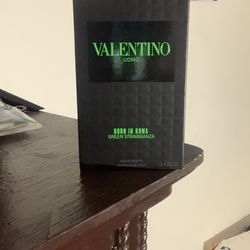 VALENTINO
UOMO
BORN IN ROMA
GREEN STRAVAGANZA